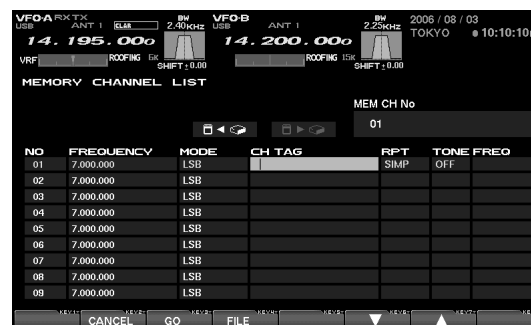 VFO-A RX TX
USB ANT 1 CLAR BW 2.40KHz
14.195.000
VRF ROOFING 6K SHIFT ± 0.00
VFO-B
USB ANT 1 BW 2.25KHz
14.200.000
ROOFING 15K SHIFT ± 0.00
2006 / 08 / 03
TOKYO 10:10:10
MEMORY CHANNEL LIST
MEM CH No
01
NO FREQUENCY MODE CH TAG RPT TONE FREQ
01 7.000.000 LSB SIMP OFF
02 7.000.000 LSB
03 7.000.000 LSB
04 7.000.000 LSB
05 7.000.000 LSB
06 7.000.000 LSB
07 7.000.000 LSB
08 7.000.000 LSB
09 7.000.000 LSB
KEY1 KEY2 KEY3 KEY4 KEY5 KEY6 KEY7
CANCEL GO FILE